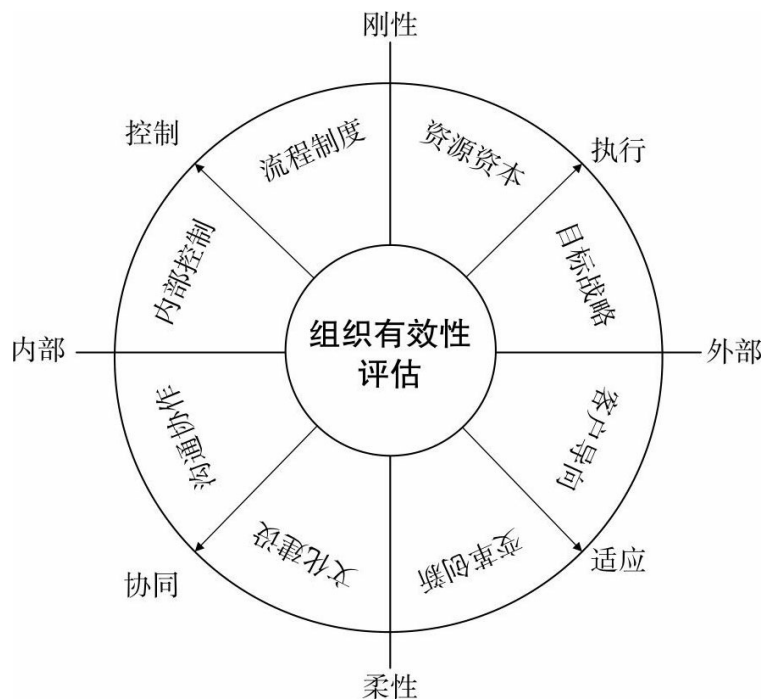 刚性
控制
流程制度
资源资本
执行
内部控制
目标战略
内部
组织有效性
评估
外部
沟通协作
客户导向
文化建设
变革创新
协同
适应
柔性